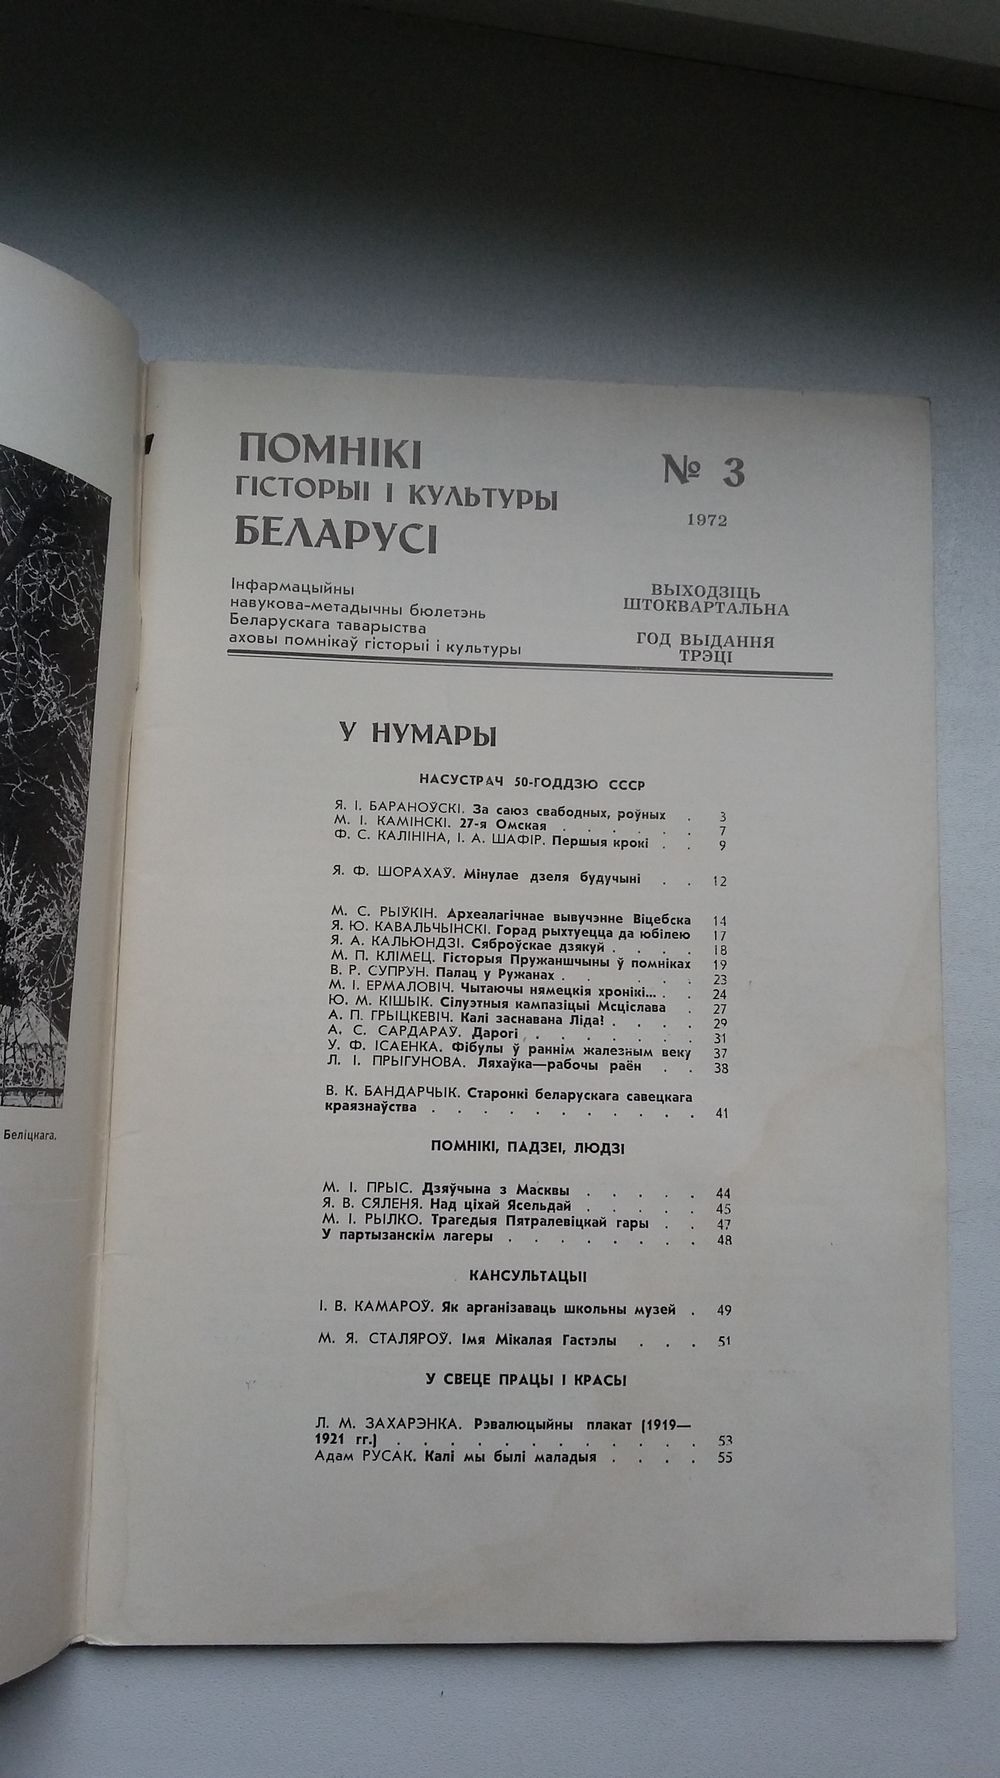 ПОМНІКІ
ГІСТОРЫІ І КУЛЬТУРЫ
БЕЛАРУСІ
№ 3
1972
Інфармацыйны
навукова-метадычны бюлетэнь
Беларускага таварыства
аховы помнікаў гісторыі і культуры
ВЫХОДЗІЦЬ
ШТОКВАРТАЛЬНА
ГОД ВЫДАННЯ
ТРЭЦІ
У НУМАРЫ
НАСУСТРАЧ 50-ГОДДЗЮ СССР
Я. І. БАРАНОЎСКІ. За саюз свабодных, роўных . 3
М. І. КАМІНСКІ. 27-я Омская . . . . . . 7
Ф. С. КАЛІНІНА, І. А. ШАФІР. Першыя крокі . . 9
Я. Ф. ШОРАХАЎ. Мінулае дзеля будучыні . . 12
М. С. РЫЎКІН. Археалагічнае вывучэнне Віцебска 14
Я. Ю. КАВАЛЬЧЫНСКІ. Горад рыхтуецца да юбілею 17
Я. А. КАЛЬЮНДЗІ. Сяброўскае дзякуй . . . . 18
М. П. КЛІМЕЦ. Гісторыя Пружаншчыны ў помніках 19
В. Р. СУПРУН. Палац у Ружанах . . . . 23
М. І. ЕРМАЛОВІЧ. Чытаючы нямецкія хронікі... . . 24
Ю. М. КІШЫК. Сілуэтныя кампазіцыі Мсціслава . 27
А. П. ГРЫЦКЕВІЧ. Калі заснавана Ліда! . . . . 29
А. С. САРДАРАЎ. Дарогі . . . . . . . 31
У. Ф. ІСАЕНКА. Фібулы ў раннім жалезным веку 37
Л. І. ПРЫГУНОВА. Ляхаўка—рабочы раён . . 38
В. К. БАНДАРЧЫК. Старонкі беларускага савецкага
краязнаўства . . . . . . . . . . . 41
ПОМНІКІ, ПАДЗЕІ, ЛЮДЗІ
М. І. ПРЫС. Дзяўчына з Масквы . . . . . 44
Я. В. СЯЛЕНЯ. Над ціхай Ясельдай . . . . . 45
М. І. РЫЛКО. Трагедыя Пятралевіцкай гары . . 47
У партызанскім лагеры . . . . . . . . 48
КАНСУЛЬТАЦЫІ
І. В. КАМАРОЎ. Як арганізаваць школьны музей . 49
М. Я. СТАЛЯРОЎ. Імя Мікалая Гастэлы . . . 51
У СВЕЦЕ ПРАЦЫ І КРАСЫ
Л. М. ЗАХАРЭНКА. Рэвалюцыйны плакат (1919—
1921 гг.) . . . . . . . . . . . . 53
Адам РУСАК. Калі мы былі маладыя . . . . 55
Беліцкага.